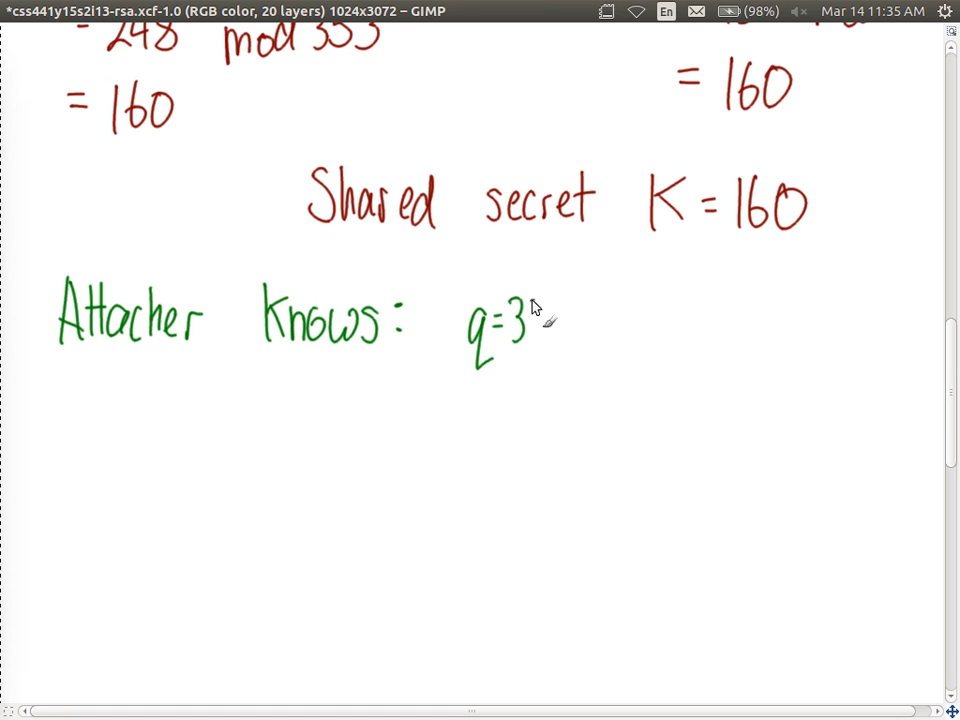 *css441y15s2i13-rsa.xcf-1.0 (RGB color, 20 layers) 1024x3072 – GIMP En (98%) Mar 14 11:35 AM
= 248 mod 353
= 160
= 160
Shared secret K = 160
Attacker Knows: q=3